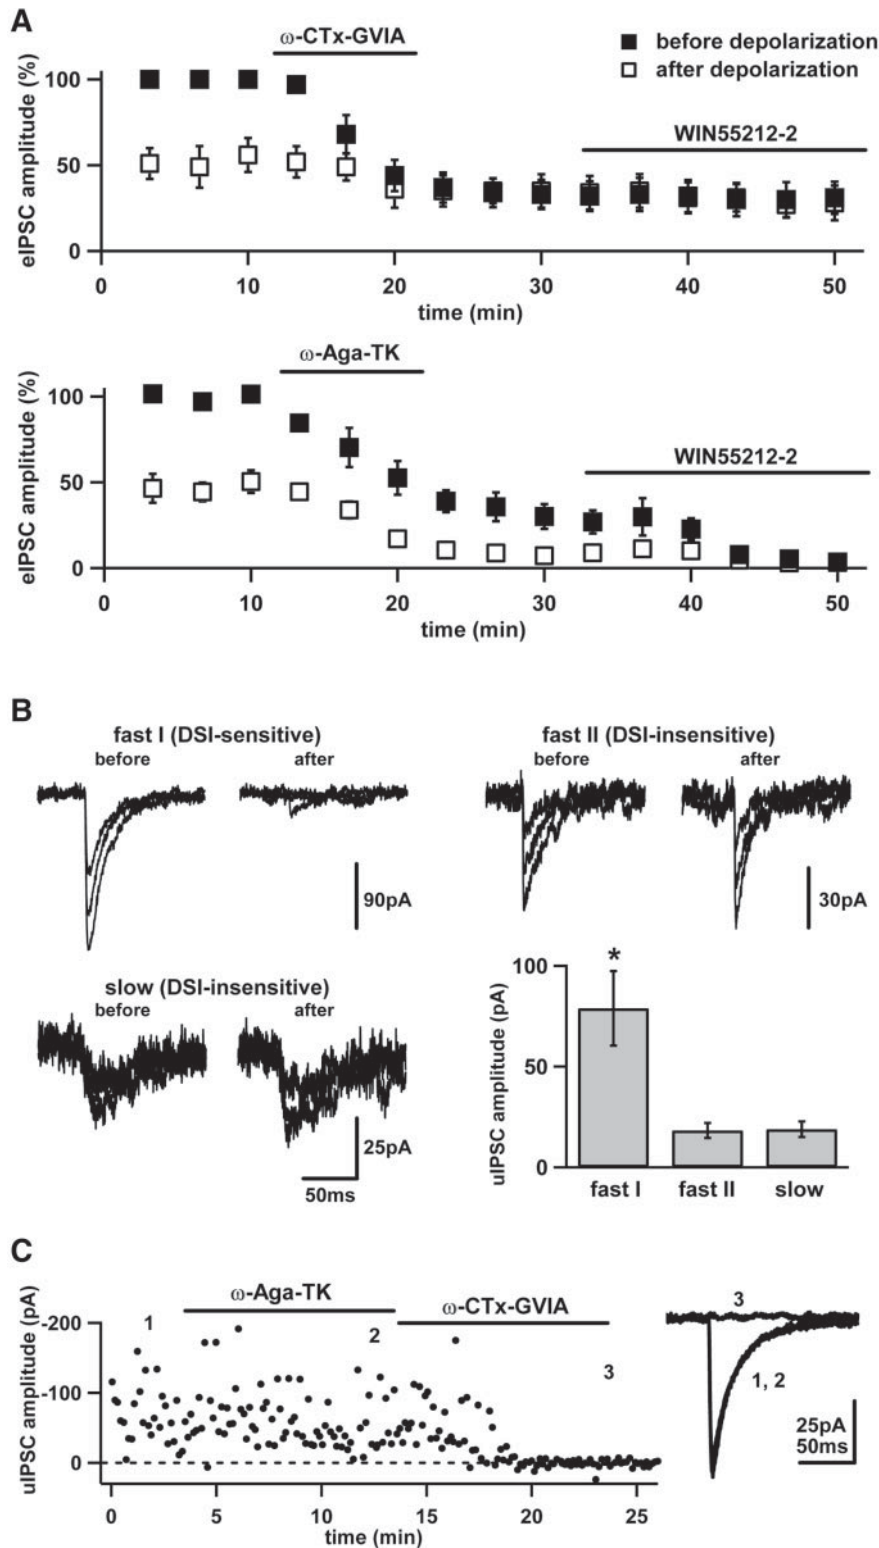 A
ω-CTx-GVIA
before depolarization
after depolarization
WIN55212-2
eIPSC amplitude (%)
100
50
0
0 10 20 30 40 50
time (min)
ω-Aga-TK
WIN55212-2
eIPSC amplitude (%)
100
50
0
0 10 20 30 40 50
time (min)
B
fast I (DSI-sensitive)
before after
90pA
fast II (DSI-insensitive)
before after
30pA
slow (DSI-insensitive)
before after
25pA
50ms
uIPSC amplitude (pA)
100
50
0
*
fast I fast II slow
C
ω-Aga-TK
ω-CTx-GVIA
uIPSC amplitude (pA)
-200
-100
0
1
2
3
0 5 10 15 20 25
time (min)
3
1, 2
25pA
50ms